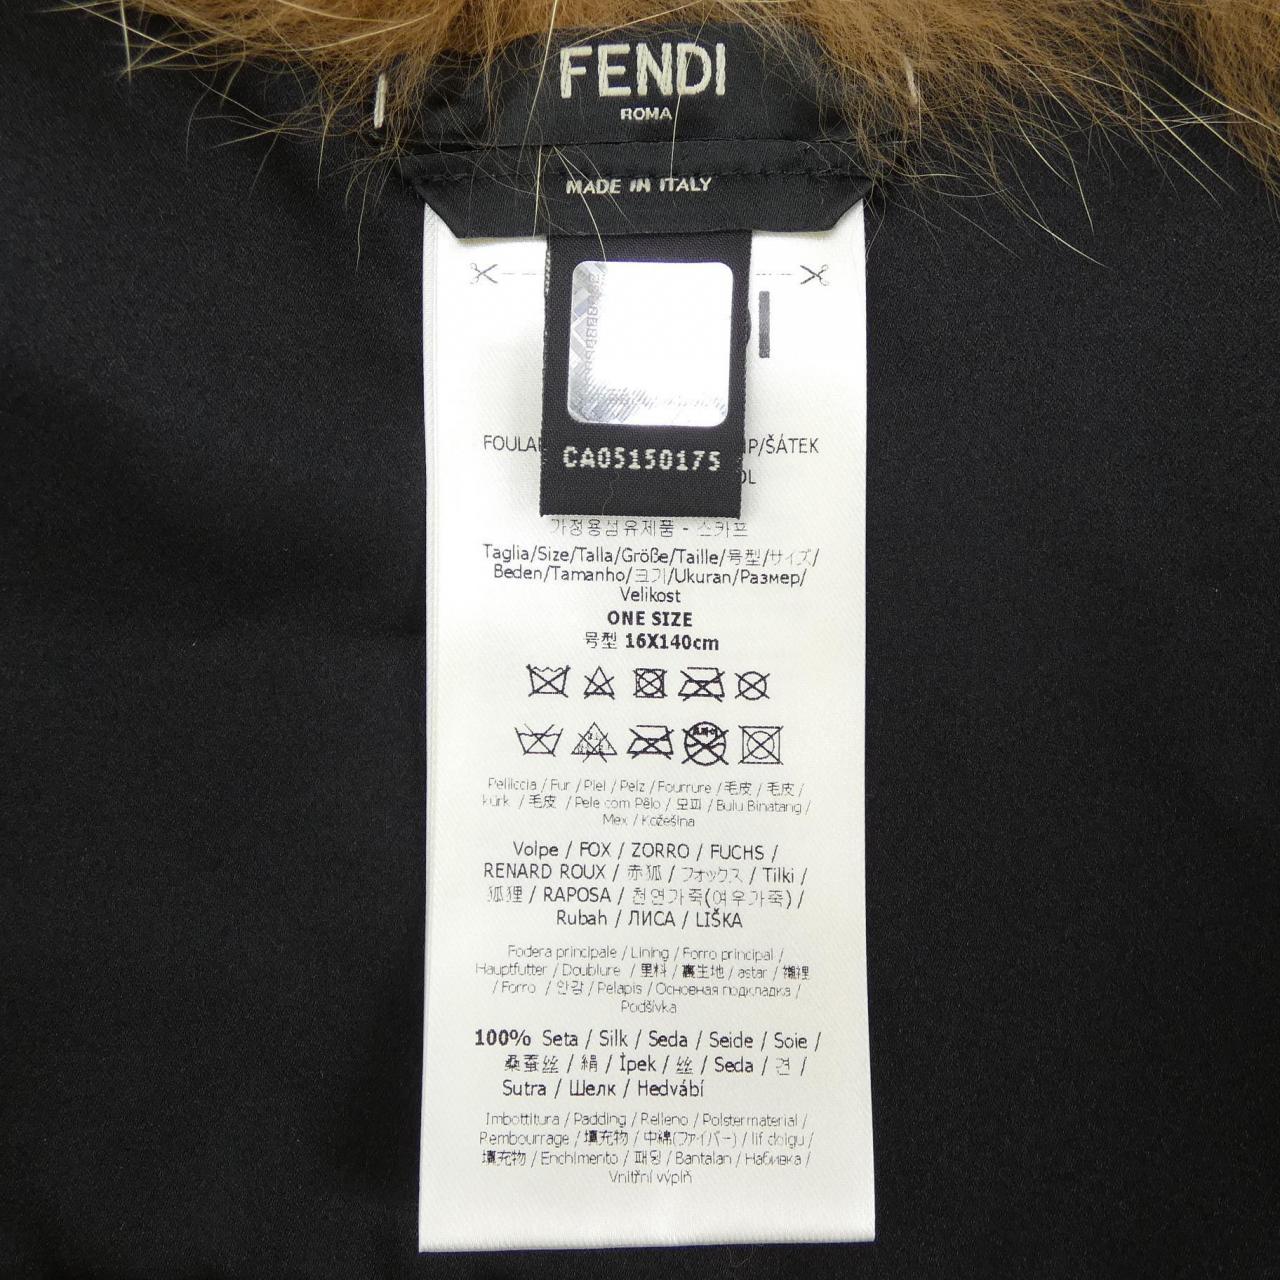 FENDI
ROMA
MADE IN ITALY
CA05150175
/ŠÁTEK
가정용섬유제품 - 스카프
Taglia/Size/Talla/Größe/Taille/号型/サイズ/
Beden/Tamanho/크기/Ukuran/Размер/
Velikost
ONE SIZE
号型 16X140cm
Pelliccia / Fur / Piel / Pelz / Fourrure / 毛皮 / 毛皮 /
kürk / 毛皮 / Pele com Pêlo / 모피 / Bulu Binatang /
Mex / Kožešina
Volpe / FOX / ZORRO / FUCHS /
RENARD ROUX / 赤狐 / フォックス / Tilki /
狐狸 / RAPOSA / 천연가죽(여우가죽) /
Rubah / ЛИСА / LIŠKA
Fodera principale / Lining / Forro principal /
Hauptfutter / Doublure / 里料 / 裏生地 / astar / 襯裡
/ Forro / 안감 / Pelapis / Основная подкладка /
Podšívka
100% Seta / Silk / Seda / Seide / Soie /
桑蚕丝 / 絹 / İpek / 丝 / Seda / 견 /
Sutra / Шелк / Hedvábí
Imbottitura / Padding / Relleno / Polstermaterial /
Rembourrage / 填充物 / 中綿(ファイバー) / lif dolgu /
填充物 / Enchimento / 패딩 / Bantalan / Набивка /
Vnitřní výplň